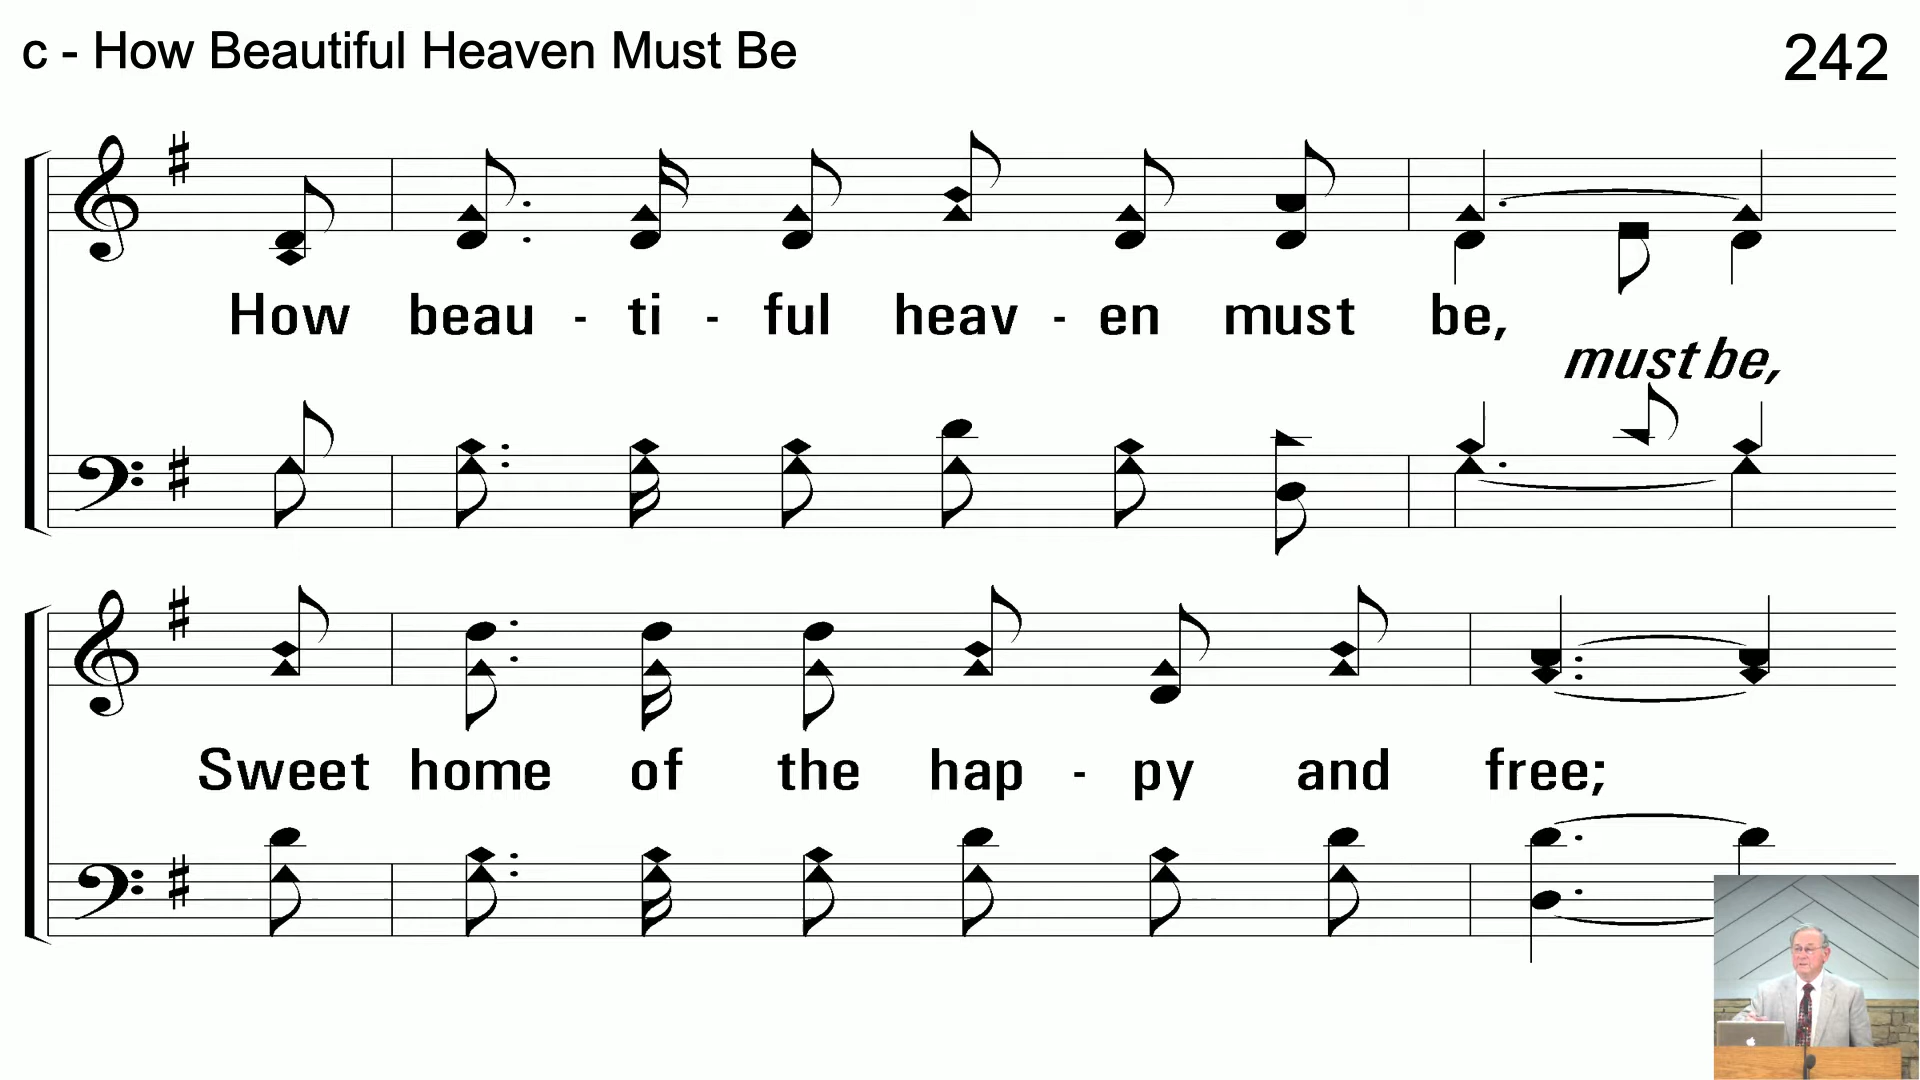 c - How Beautiful Heaven Must Be
242
How beau - ti - ful heav - en must be,
must be,
Sweet home of the hap - py and free;